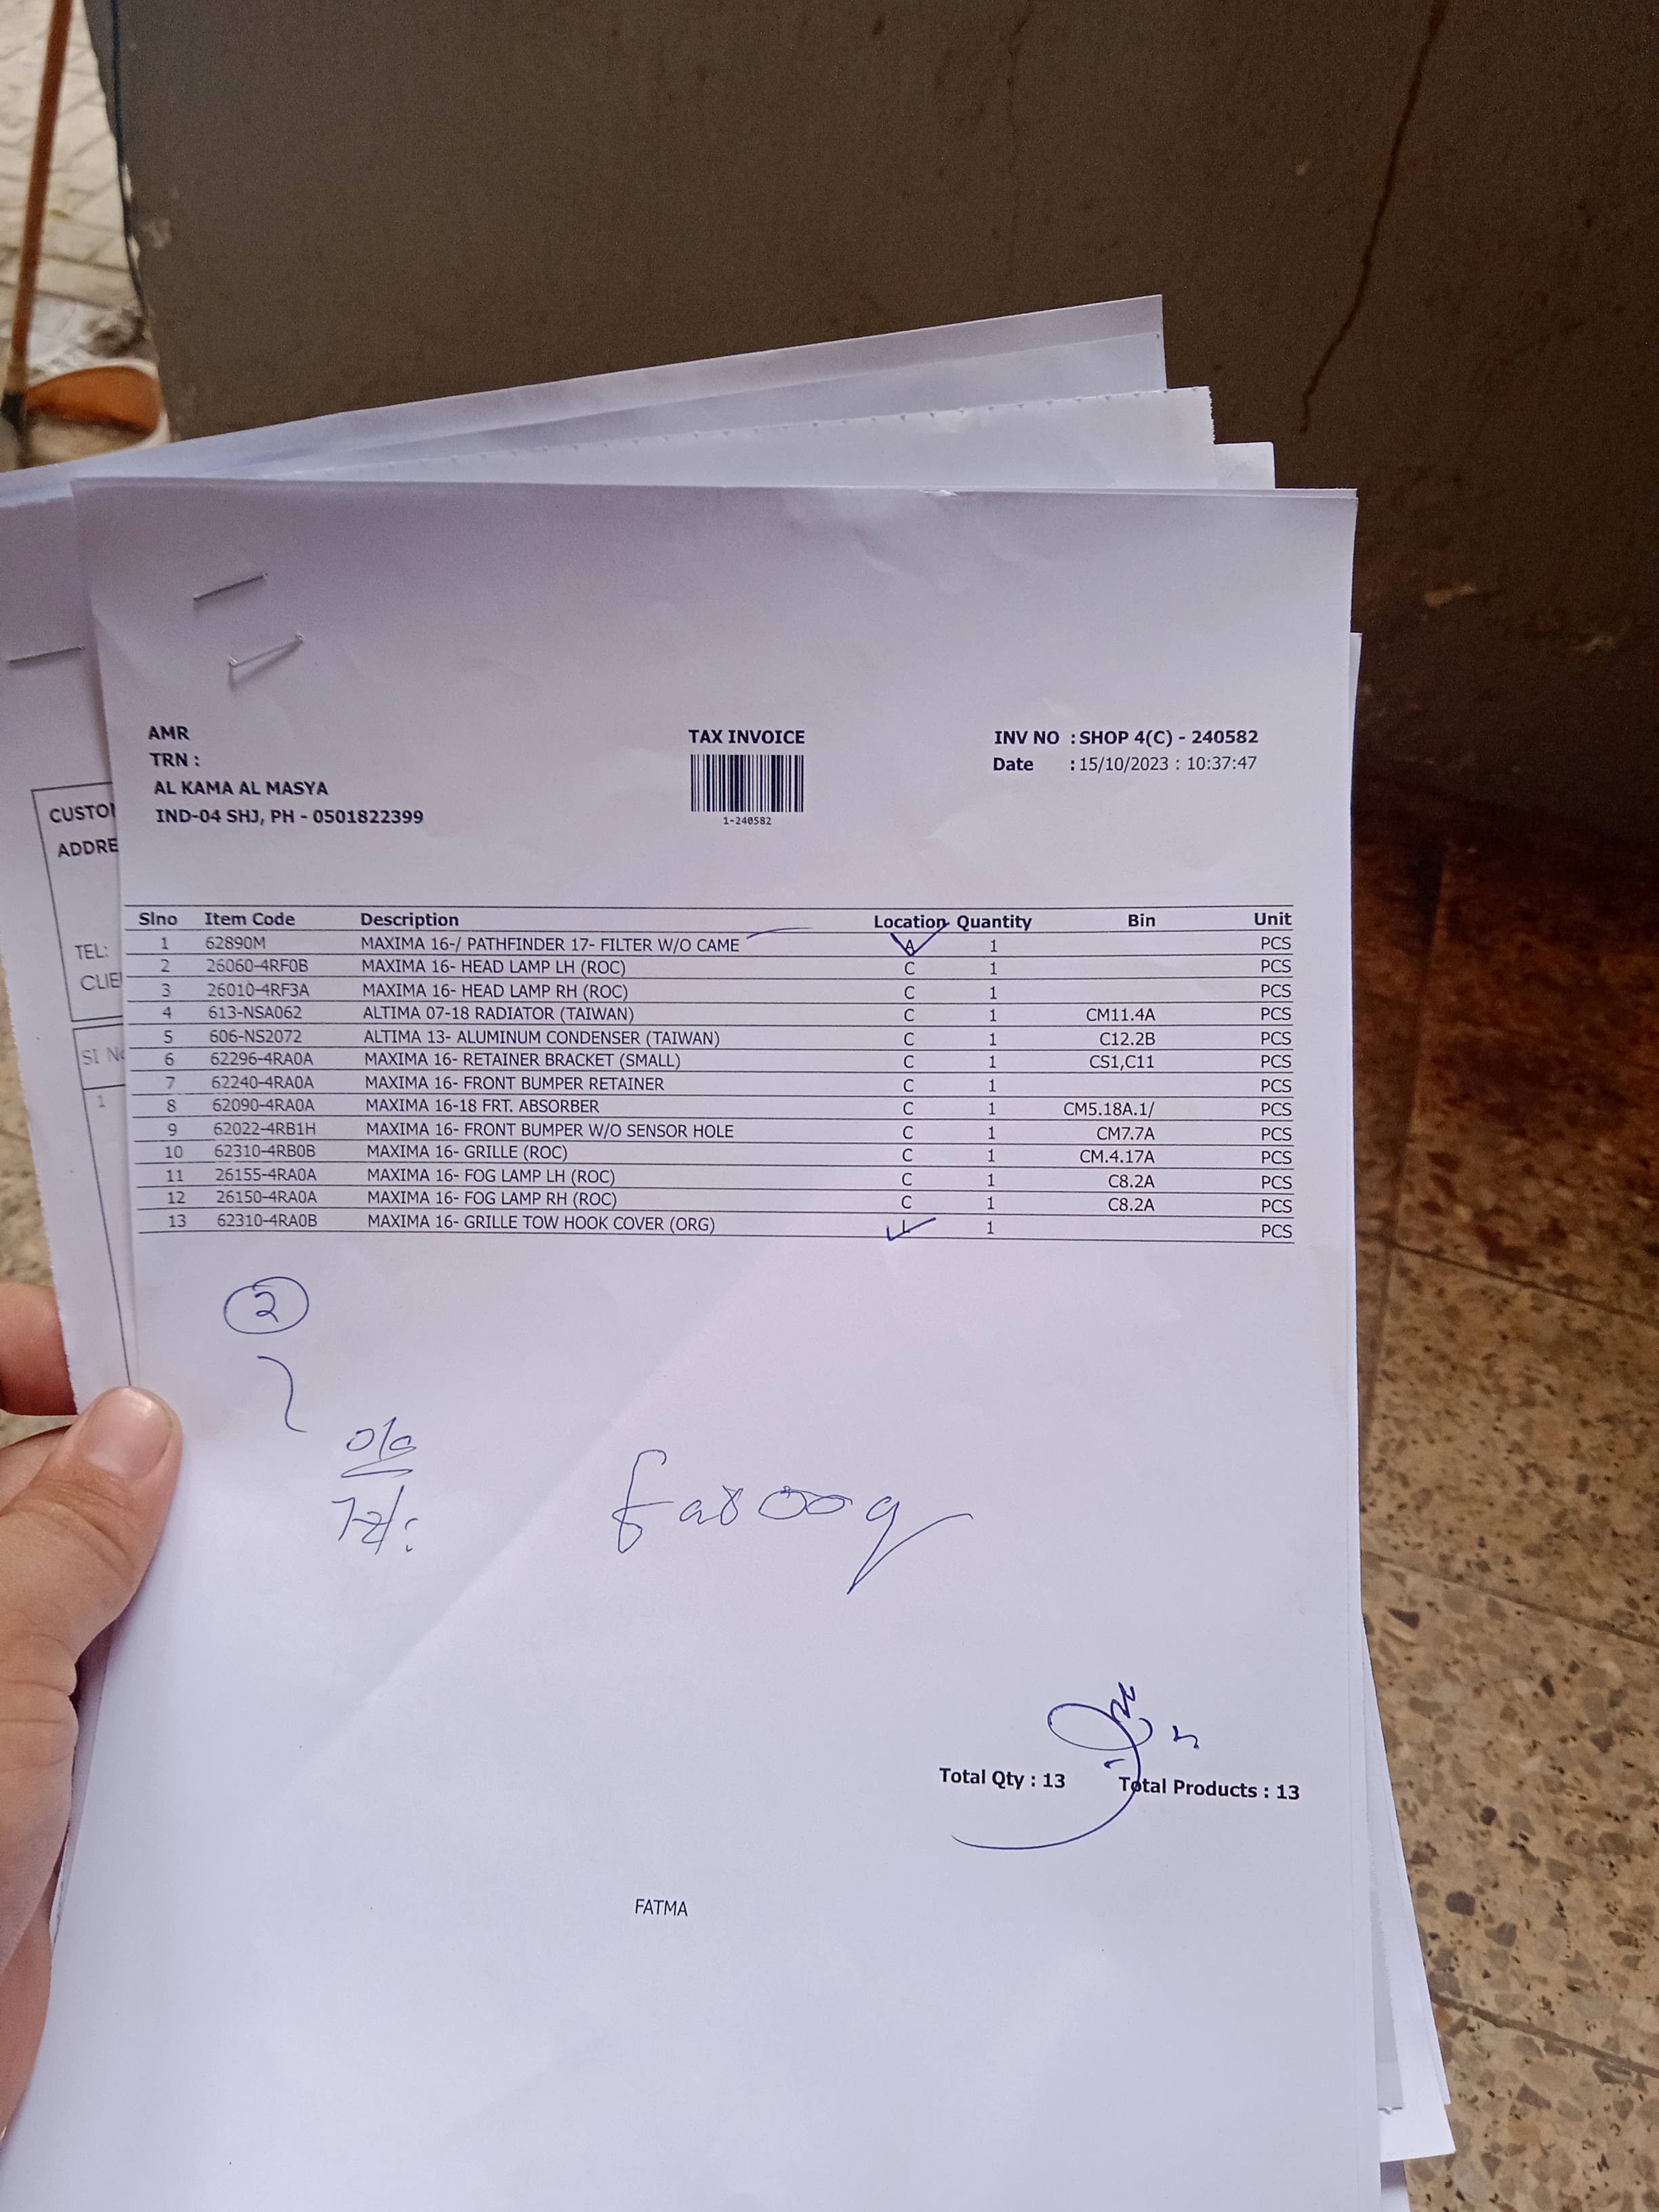 AMR
TRN :
AL KAMA AL MASYA
IND-04 SHJ, PH - 0501822399
TAX INVOICE
1-240582
INV NO : SHOP 4(C) - 240582
Date : 15/10/2023 : 10:37:47
CUSTO
ADDRE
TEL:
CLIE
SI No
1
Slno Item Code Description Location Quantity Bin Unit
1 62890M MAXIMA 16-/ PATHFINDER 17- FILTER W/O CAME A 1 PCS
2 26060-4RF0B MAXIMA 16- HEAD LAMP LH (ROC) C 1 PCS
3 26010-4RF3A MAXIMA 16- HEAD LAMP RH (ROC) C 1 PCS
4 613-NSA062 ALTIMA 07-18 RADIATOR (TAIWAN) C 1 CM11.4A PCS
5 606-NS2072 ALTIMA 13- ALUMINUM CONDENSER (TAIWAN) C 1 C12.2B PCS
6 62296-4RA0A MAXIMA 16- RETAINER BRACKET (SMALL) C 1 CS1,C11 PCS
7 62240-4RA0A MAXIMA 16- FRONT BUMPER RETAINER C 1 PCS
8 62090-4RA0A MAXIMA 16-18 FRT. ABSORBER C 1 CM5.18A.1/ PCS
9 62022-4RB1H MAXIMA 16- FRONT BUMPER W/O SENSOR HOLE C 1 CM7.7A PCS
10 62310-4RB0B MAXIMA 16- GRILLE (ROC) C 1 CM.4.17A PCS
11 26155-4RA0A MAXIMA 16- FOG LAMP LH (ROC) C 1 C8.2A PCS
12 26150-4RA0A MAXIMA 16- FOG LAMP RH (ROC) C 1 C8.2A PCS
13 62310-4RA0B MAXIMA 16- GRILLE TOW HOOK COVER (ORG) 1 PCS
2
farooq
Total Qty : 13 Total Products : 13
FATMA